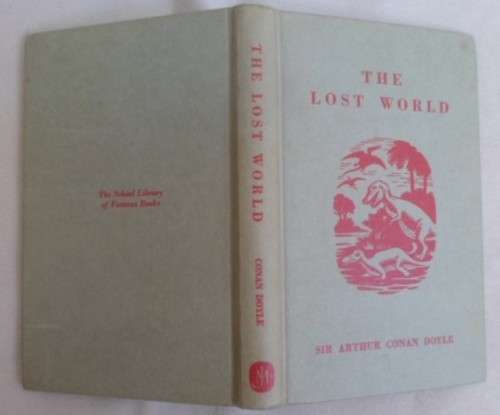 The School Library
of Famous Books
THE LOST WORLD
CONAN DOYLE
THE
LOST WORLD
SIR ARTHUR CONAN DOYLE